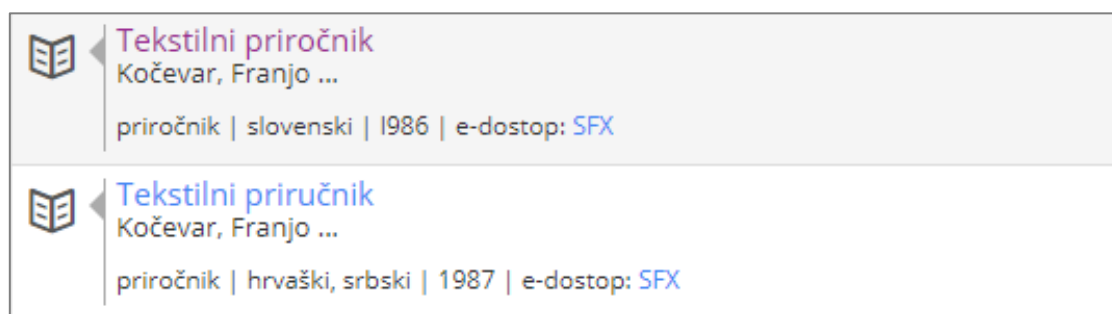 Tekstilni priročnik
Kočevar, Franjo ...
priročnik | slovenski | l986 | e-dostop: SFX
Tekstilni priručnik
Kočevar, Franjo ...
priročnik | hrvaški, srbski | 1987 | e-dostop: SFX